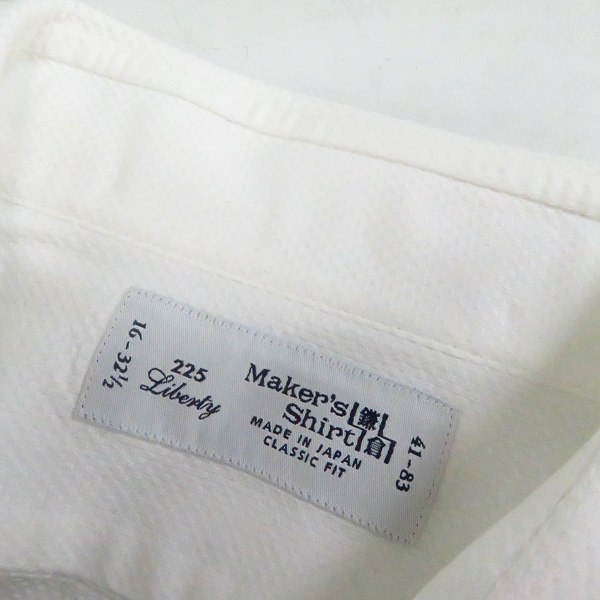 16-32½
225
Liberty
Maker's
Shirt 鎌倉
MADE IN JAPAN
CLASSIC FIT
41-83